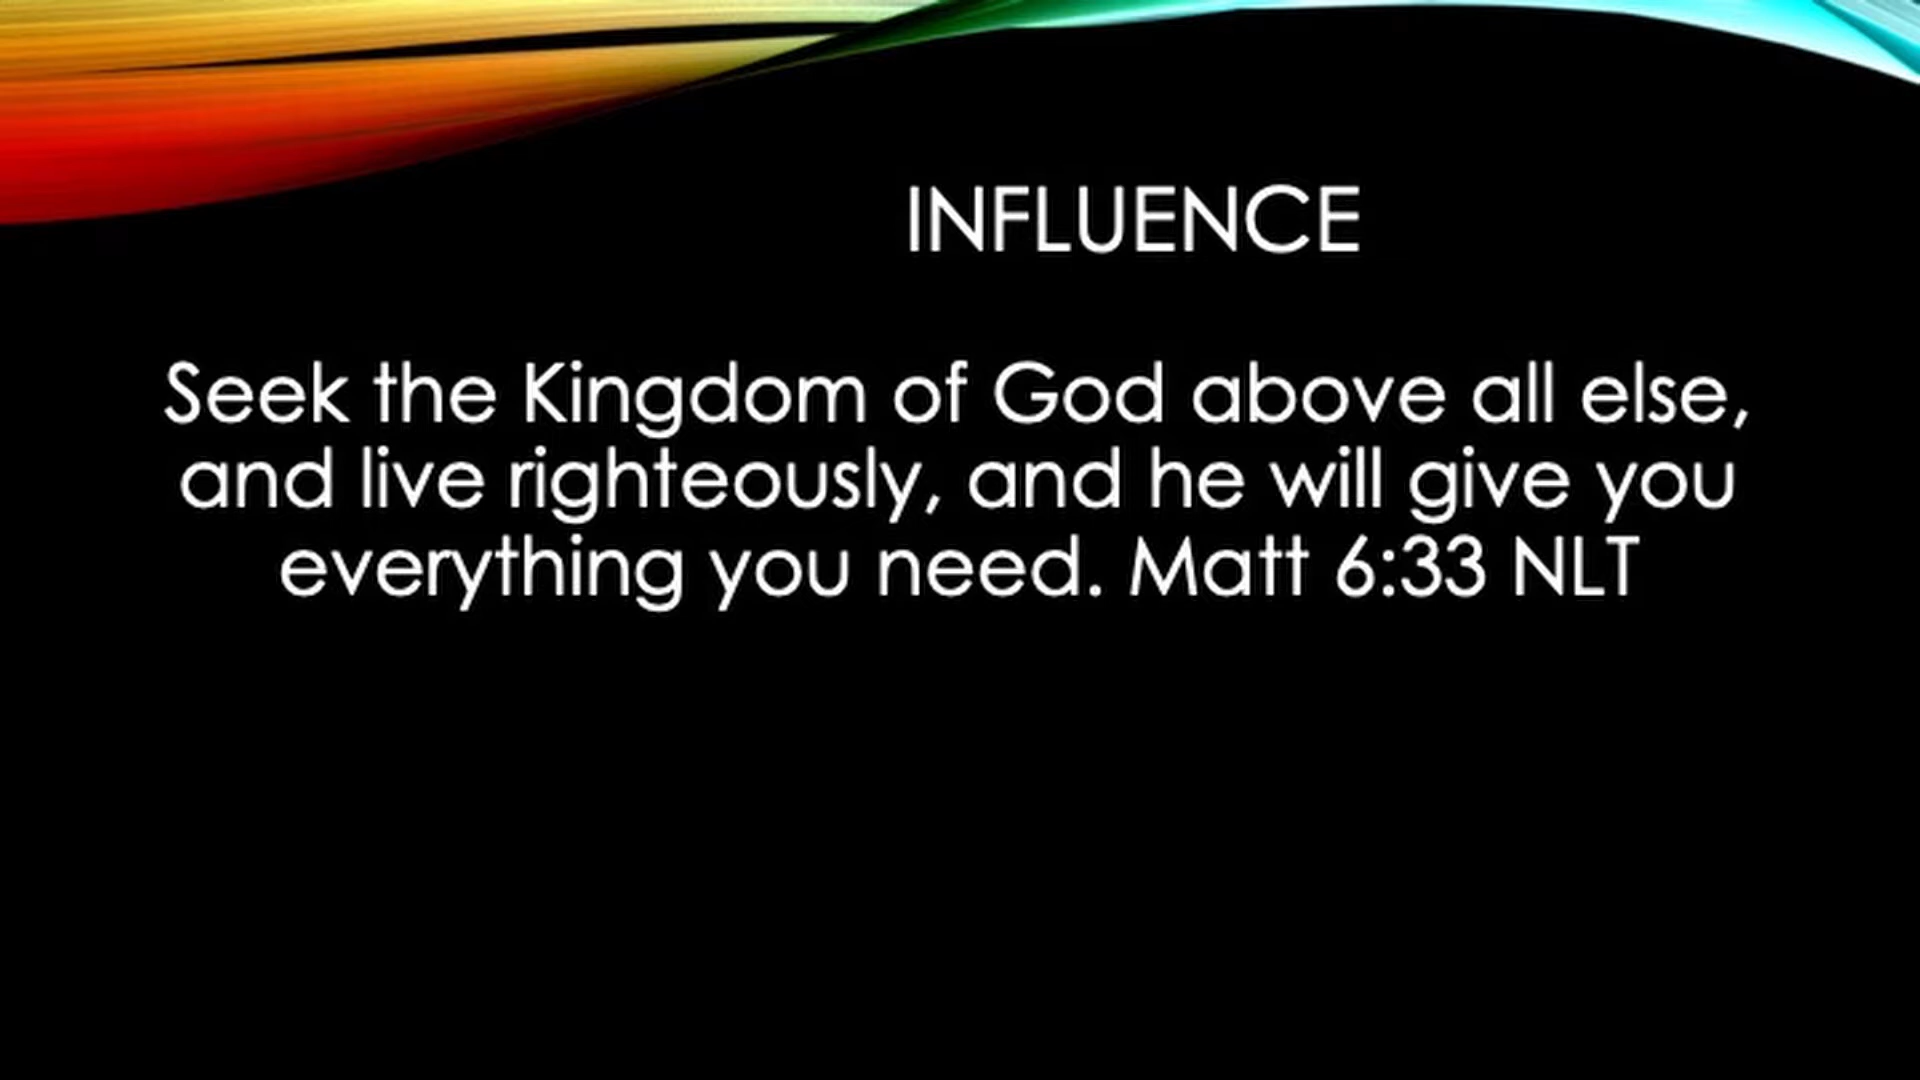 INFLUENCE
Seek the Kingdom of God above all else,
and live righteously, and he will give you
everything you need. Matt 6:33 NLT